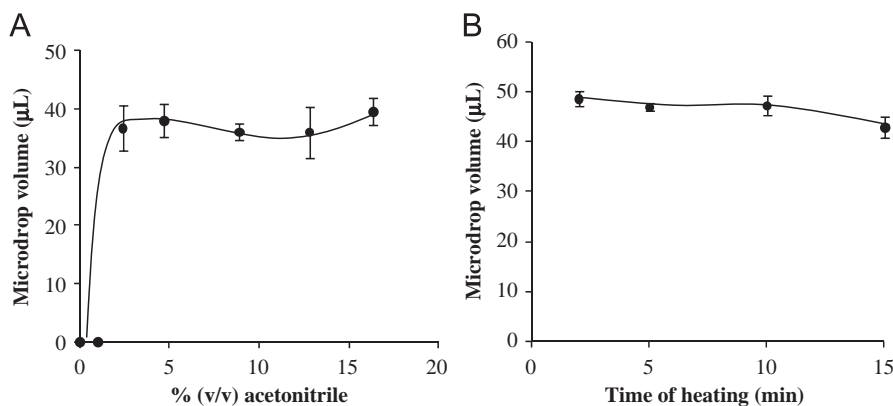 A
Microdrop volume (µL)
50
40
30
20
10
0
0 5 10 15 20
% (v/v) acetonitrile
B
Microdrop volume (µL)
60
50
40
30
20
10
0
0 5 10 15
Time of heating (min)